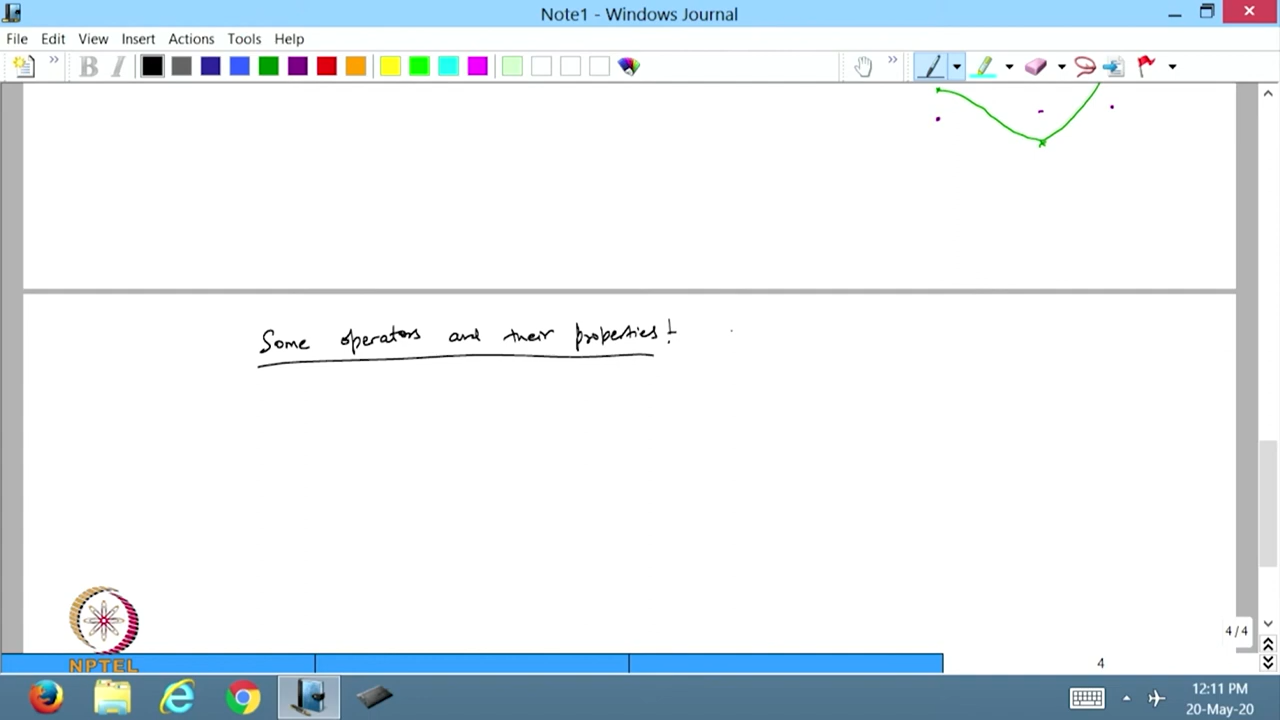 Note1 - Windows Journal
File Edit View Insert Actions Tools Help
B I
Some operators and their properties!
4 / 4
NPTEL
4
12:11 PM
20-May-20